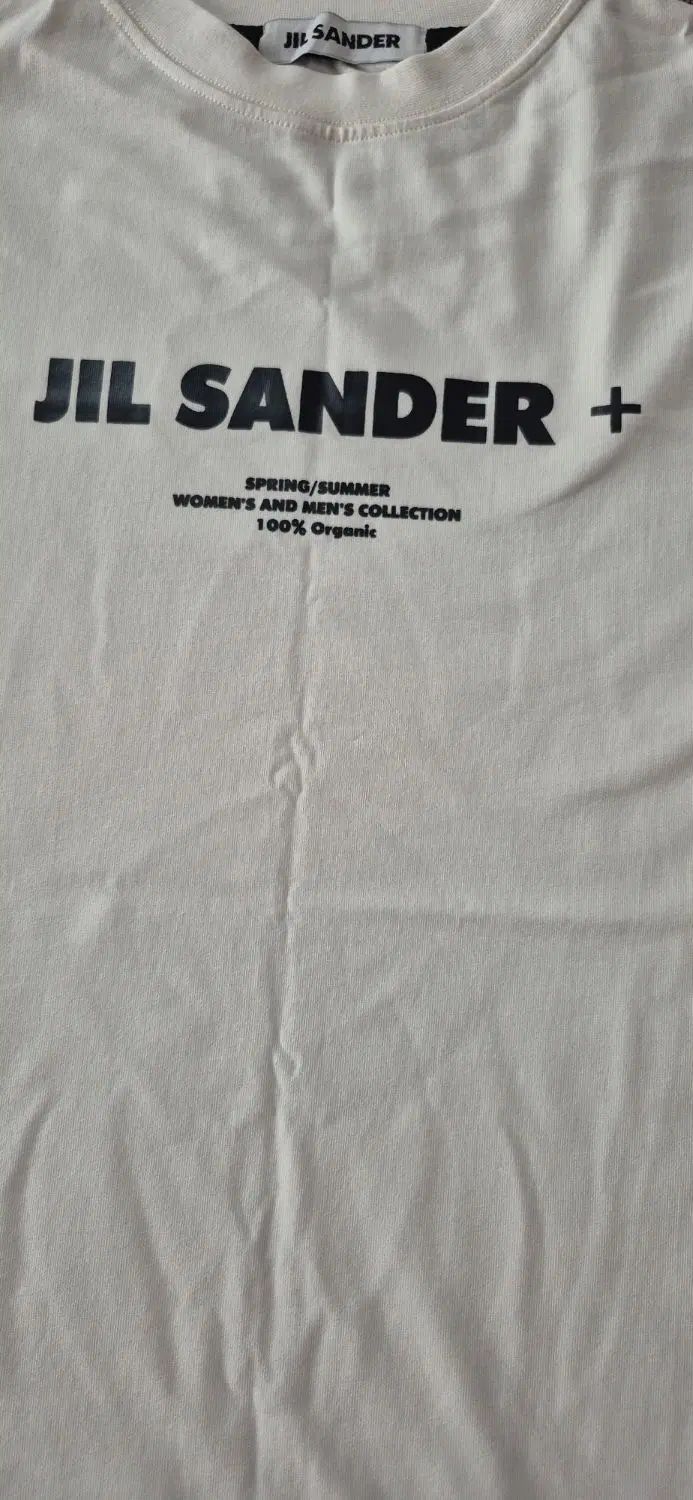 JIL SANDER
JIL SANDER +
SPRING/SUMMER
WOMEN'S AND MEN'S COLLECTION
100% Organic